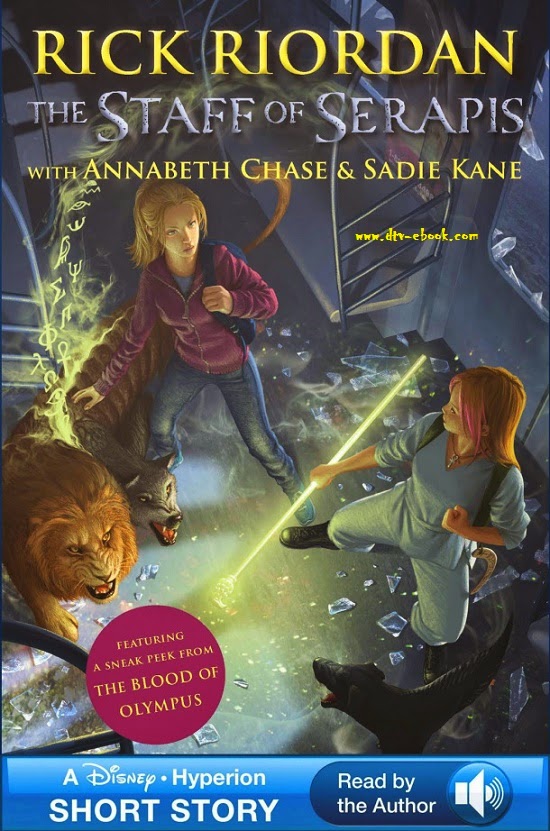 RICK RIORDAN
THE STAFF OF SERAPIS
WITH ANNABETH CHASE & SADIE KANE
www.dtv-ebook.com
FEATURING
A SNEAK PEEK FROM
THE BLOOD OF
OLYMPUS
A Disney • Hyperion
SHORT STORY
Read by
the Author